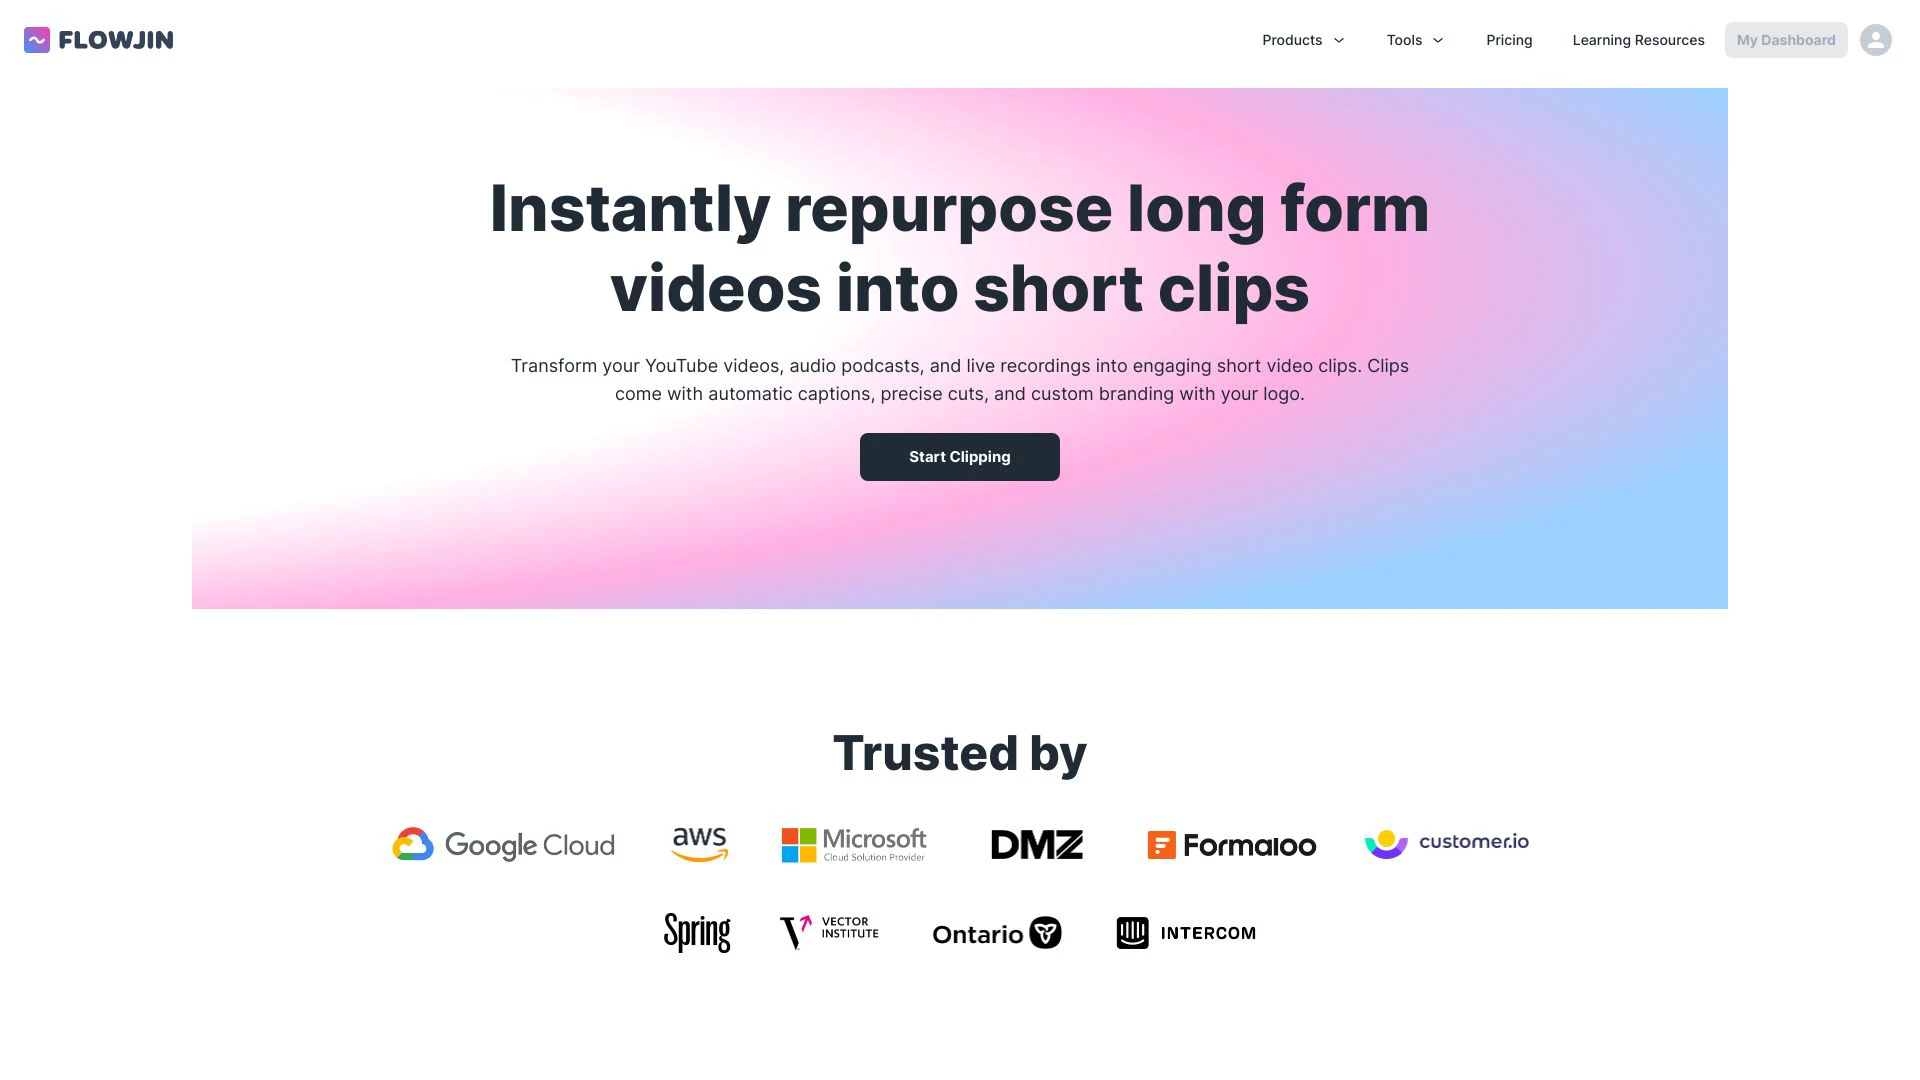 FLOWJIN
Products
Tools
Pricing
Learning Resources
My Dashboard
Instantly repurpose long form
videos into short clips
Transform your YouTube videos, audio podcasts, and live recordings into engaging short video clips. Clips
come with automatic captions, precise cuts, and custom branding with your logo.
Start Clipping
Trusted by
Google Cloud
aws
Microsoft
Cloud Solution Provider
DMZ
Formaloo
customer.io
Spring
VECTOR
INSTITUTE
Ontario
INTERCOM